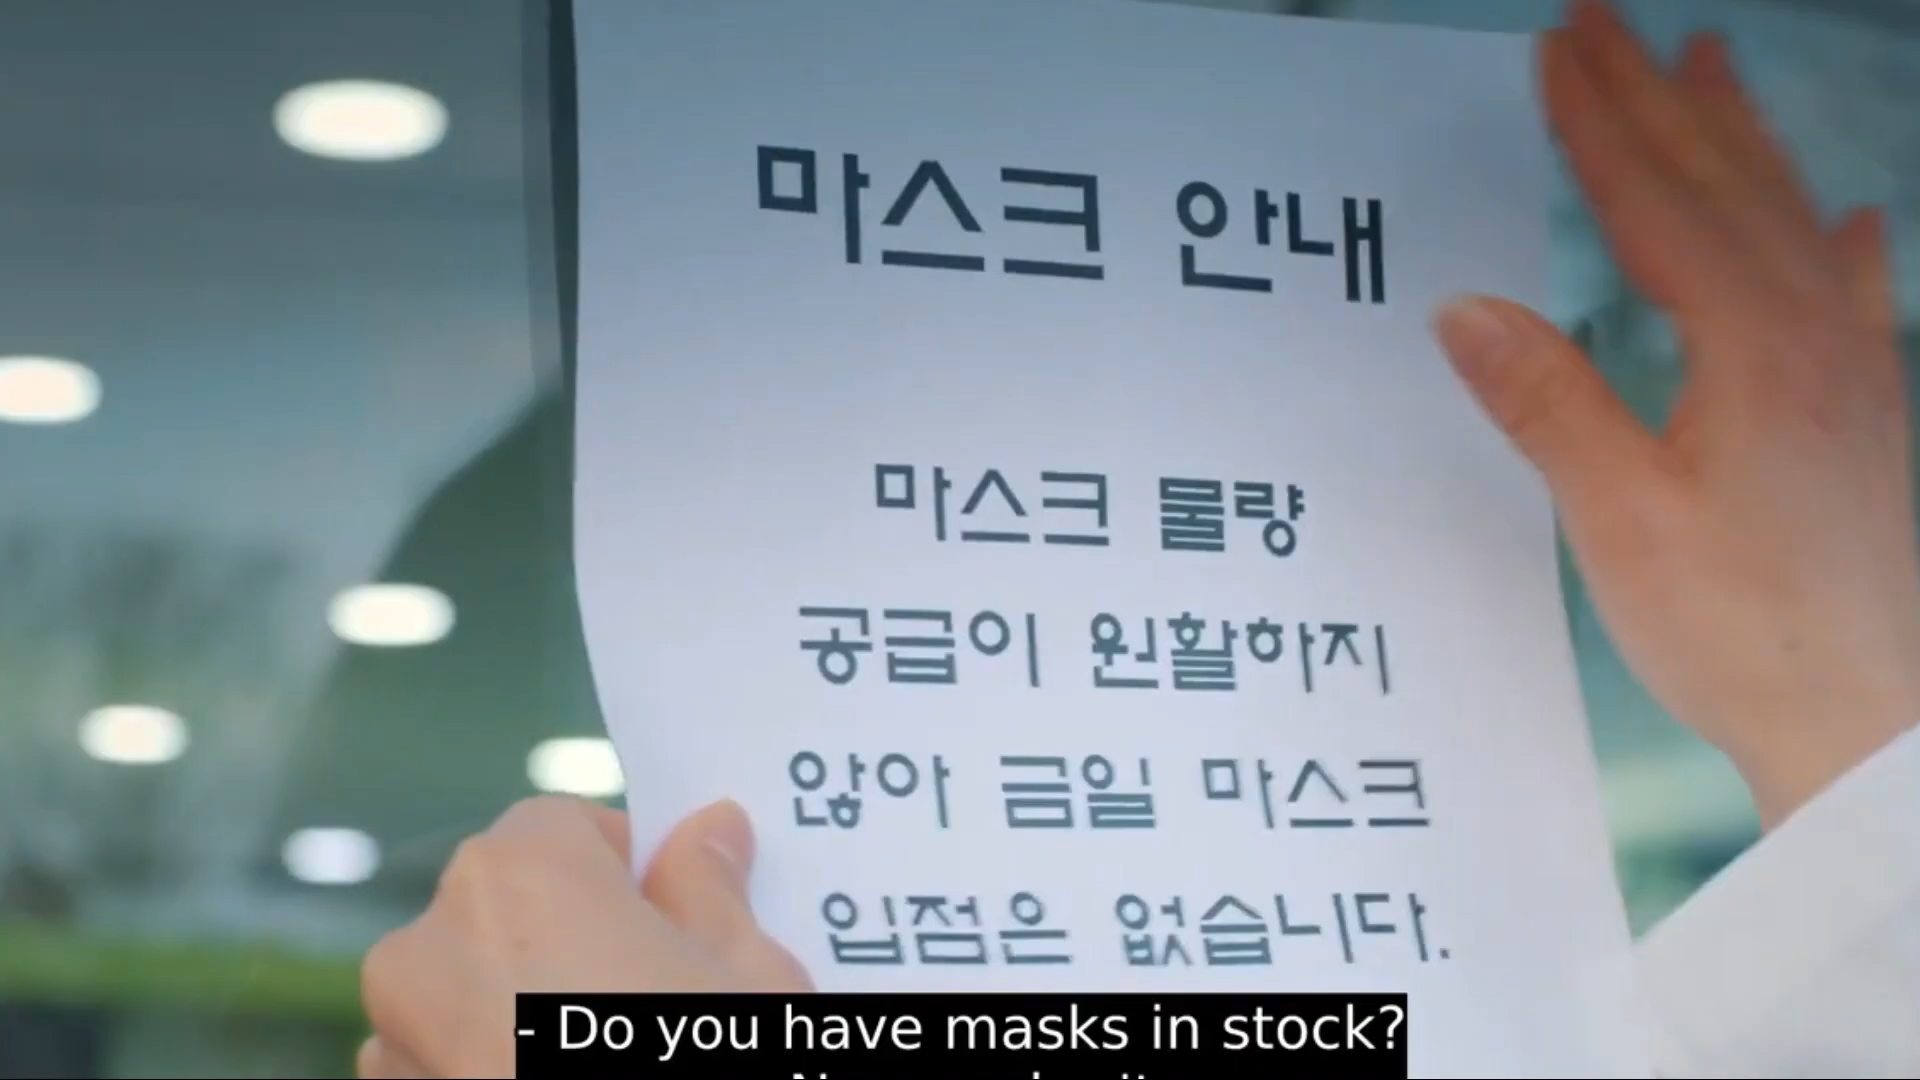 마스크 안내
마스크 물량
공급이 원활하지
않아 금일 마스크
입점은 없습니다.
- Do you have masks in stock?